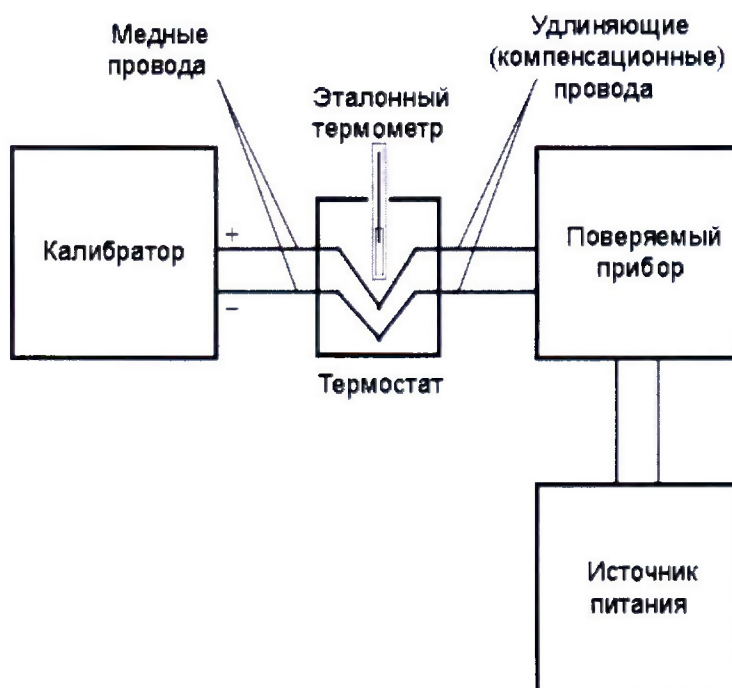 Медные
провода
Удлиняющие
(компенсационные)
провода
Эталонный
термометр
Калибратор
+
−
Поверяемый
прибор
Термостат
Источник
питания